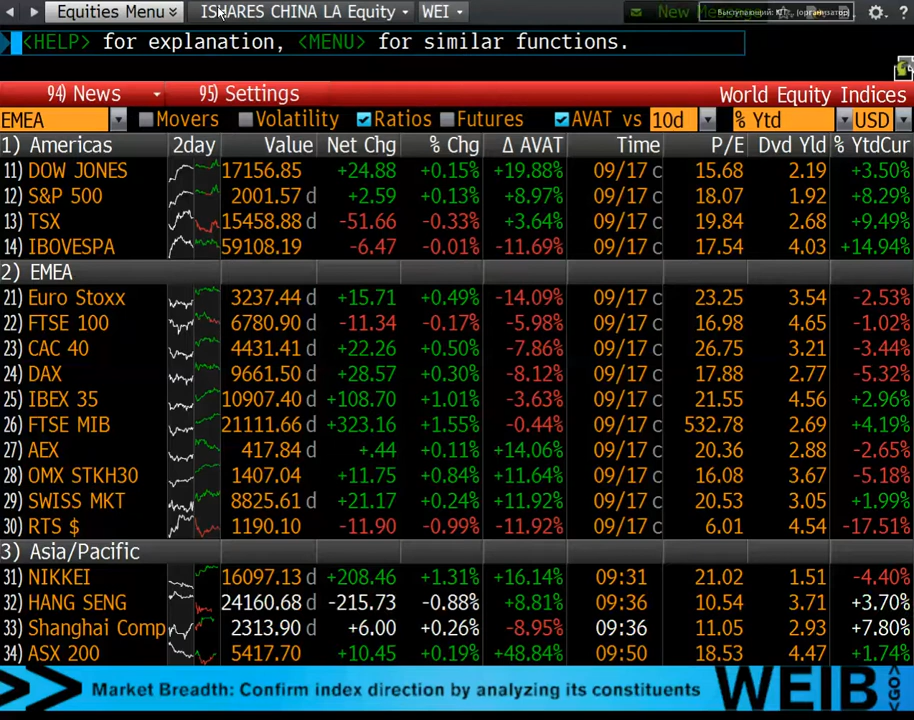 Equities Menu ISHARES CHINA LA Equity WEI New Выступающий: (организатор) ?
<HELP> for explanation, <MENU> for similar functions.
94) News 95) Settings World Equity Indices
EMEA Movers Volatility Ratios Futures AVAT vs 10d % Ytd USD
1) Americas 2day Value Net Chg % Chg Δ AVAT Time P/E Dvd Yld % YtdCur
11) DOW JONES 17156.85 +24.88 +0.15% +19.88% 09/17 c 15.68 2.19 +3.50%
12) S&P 500 2001.57 d +2.59 +0.13% +8.97% 09/17 c 18.07 1.92 +8.29%
13) TSX 15458.88 d -51.66 -0.33% +3.64% 09/17 c 19.84 2.68 +9.49%
14) IBOVESPA 59108.19 -6.47 -0.01% -11.69% 09/17 c 17.54 4.03 +14.94%
2) EMEA
21) Euro Stoxx 3237.44 d +15.71 +0.49% -14.09% 09/17 c 23.25 3.54 -2.53%
22) FTSE 100 6780.90 d -11.34 -0.17% -5.98% 09/17 c 16.98 4.65 -1.02%
23) CAC 40 4431.41 d +22.26 +0.50% -7.86% 09/17 c 26.75 3.21 -3.44%
24) DAX 9661.50 d +28.57 +0.30% -8.12% 09/17 c 17.88 2.77 -5.32%
25) IBEX 35 10907.40 d +108.70 +1.01% -3.63% 09/17 c 21.55 4.56 +2.96%
26) FTSE MIB 21111.66 d +323.16 +1.55% -0.44% 09/17 c 532.78 2.69 +4.19%
27) AEX 417.84 d +.44 +0.11% +14.06% 09/17 c 20.36 2.88 -2.65%
28) OMX STKH30 1407.04 +11.75 +0.84% +11.64% 09/17 c 16.08 3.67 -5.18%
29) SWISS MKT 8825.61 d +21.17 +0.24% +11.92% 09/17 c 20.53 3.05 +1.99%
30) RTS $ 1190.10 -11.90 -0.99% -11.92% 09/17 c 6.01 4.54 -17.51%
3) Asia/Pacific
31) NIKKEI 16097.13 d +208.46 +1.31% +16.14% 09:31 21.02 1.51 -4.40%
32) HANG SENG 24160.68 d -215.73 -0.88% +8.81% 09:36 10.54 3.71 +3.70%
33) Shanghai Comp 2313.90 d +6.00 +0.26% -8.95% 09:36 11.05 2.93 +7.80%
34) ASX 200 5417.70 +10.45 +0.19% +48.84% 09:50 18.53 4.47 +1.74%
Market Breadth: Confirm index direction by analyzing its constituents WEIB <GO>